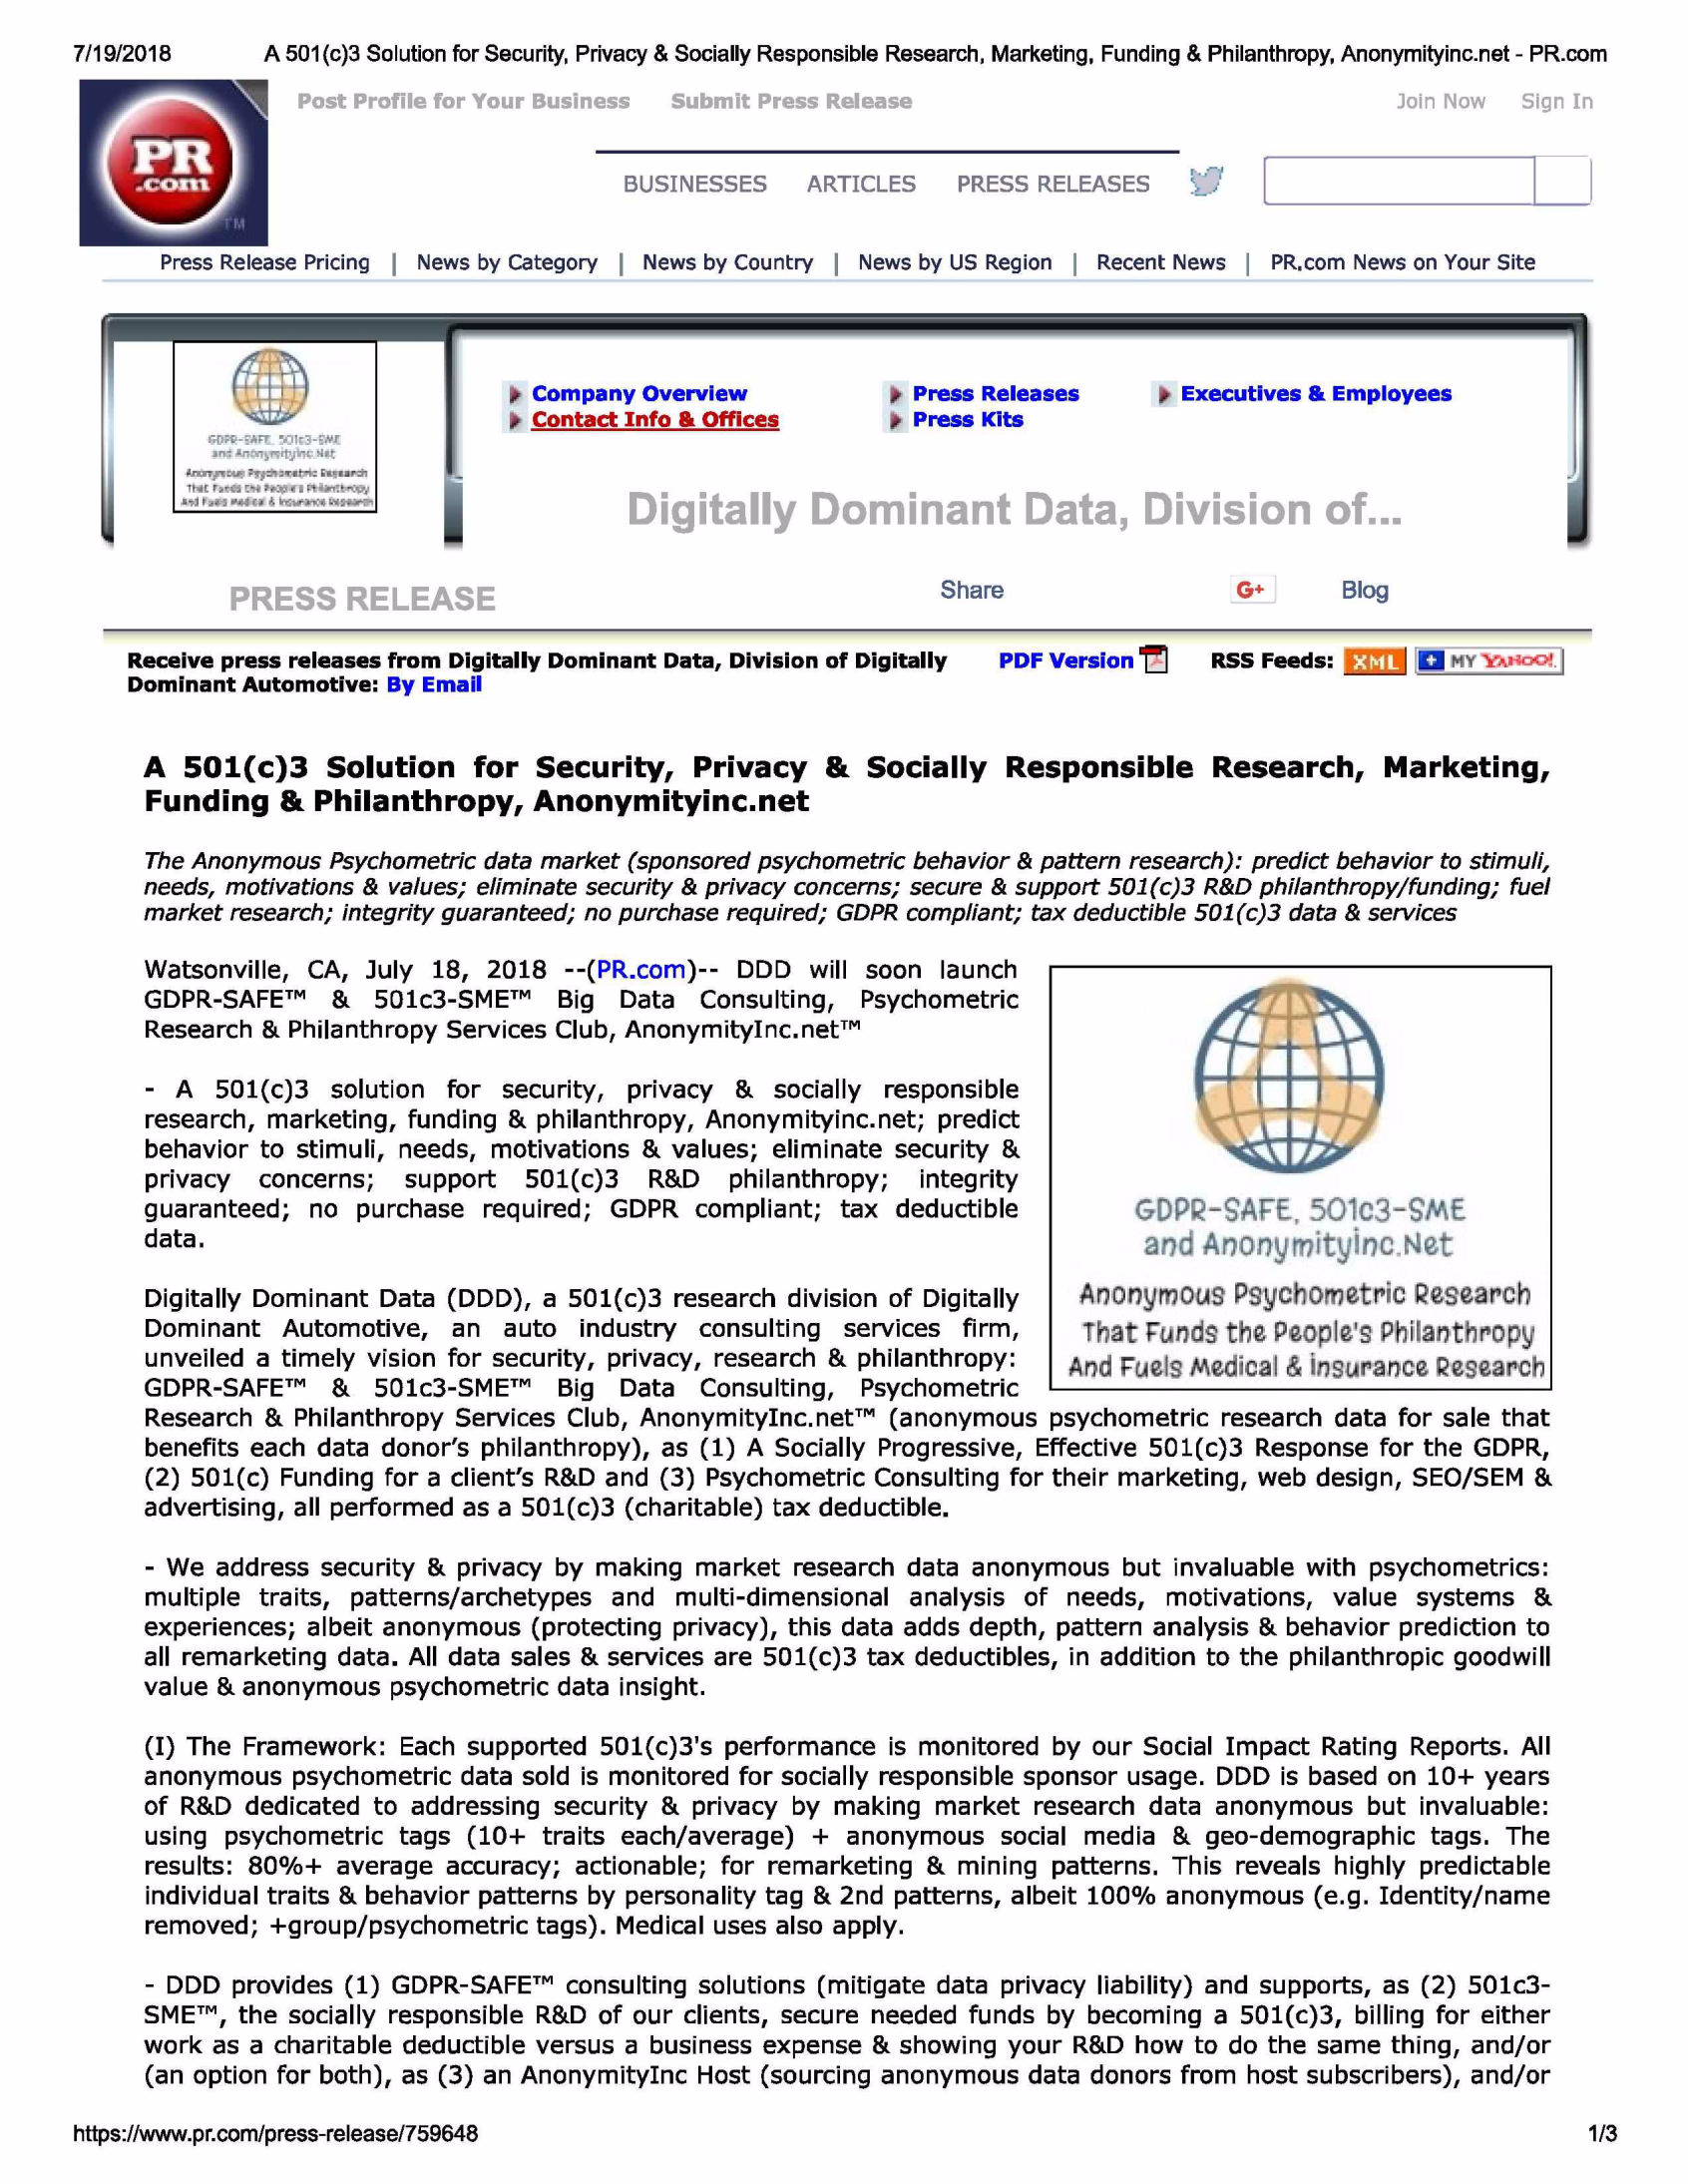 7/19/2018 A 501(c)3 Solution for Security, Privacy & Socially Responsible Research, Marketing, Funding & Philanthropy, Anonymityinc.net - PR.com
PR
.com
TM
Post Profile for Your Business Submit Press Release Join Now Sign In
BUSINESSES ARTICLES PRESS RELEASES
Press Release Pricing | News by Category | News by Country | News by US Region | Recent News | PR.com News on Your Site
GDPR-SAFE, 501c3-SME
and AnonymityInc.Net
Anonymous Psychometric Research
That Funds the People's Philanthropy
And Fuels Medical & Insurance Research
Company Overview Press Releases Executives & Employees
Contact Info & Offices Press Kits
Digitally Dominant Data, Division of...
PRESS RELEASE Share G+ Blog
Receive press releases from Digitally Dominant Data, Division of Digitally PDF Version RSS Feeds: XML + MY YAHOO!
Dominant Automotive: By Email
A 501(c)3 Solution for Security, Privacy & Socially Responsible Research, Marketing,
Funding & Philanthropy, Anonymityinc.net
The Anonymous Psychometric data market (sponsored psychometric behavior & pattern research): predict behavior to stimuli,
needs, motivations & values; eliminate security & privacy concerns; secure & support 501(c)3 R&D philanthropy/funding; fuel
market research; integrity guaranteed; no purchase required; GDPR compliant; tax deductible 501(c)3 data & services
Watsonville, CA, July 18, 2018 --(PR.com)-- DDD will soon launch
GDPR-SAFE™ & 501c3-SME™ Big Data Consulting, Psychometric
Research & Philanthropy Services Club, AnonymityInc.net™
- A 501(c)3 solution for security, privacy & socially responsible
research, marketing, funding & philanthropy, Anonymityinc.net; predict
behavior to stimuli, needs, motivations & values; eliminate security &
privacy concerns; support 501(c)3 R&D philanthropy; integrity
guaranteed; no purchase required; GDPR compliant; tax deductible
data.
GDPR-SAFE, 501c3-SME
and AnonymityInc.Net
Anonymous Psychometric Research
That Funds the People's Philanthropy
And Fuels Medical & Insurance Research
Digitally Dominant Data (DDD), a 501(c)3 research division of Digitally
Dominant Automotive, an auto industry consulting services firm,
unveiled a timely vision for security, privacy, research & philanthropy:
GDPR-SAFE™ & 501c3-SME™ Big Data Consulting, Psychometric
Research & Philanthropy Services Club, AnonymityInc.net™ (anonymous psychometric research data for sale that
benefits each data donor's philanthropy), as (1) A Socially Progressive, Effective 501(c)3 Response for the GDPR,
(2) 501(c) Funding for a client's R&D and (3) Psychometric Consulting for their marketing, web design, SEO/SEM &
advertising, all performed as a 501(c)3 (charitable) tax deductible.
- We address security & privacy by making market research data anonymous but invaluable with psychometrics:
multiple traits, patterns/archetypes and multi-dimensional analysis of needs, motivations, value systems &
experiences; albeit anonymous (protecting privacy), this data adds depth, pattern analysis & behavior prediction to
all remarketing data. All data sales & services are 501(c)3 tax deductibles, in addition to the philanthropic goodwill
value & anonymous psychometric data insight.
(I) The Framework: Each supported 501(c)3's performance is monitored by our Social Impact Rating Reports. All
anonymous psychometric data sold is monitored for socially responsible sponsor usage. DDD is based on 10+ years
of R&D dedicated to addressing security & privacy by making market research data anonymous but invaluable:
using psychometric tags (10+ traits each/average) + anonymous social media & geo-demographic tags. The
results: 80%+ average accuracy; actionable; for remarketing & mining patterns. This reveals highly predictable
individual traits & behavior patterns by personality tag & 2nd patterns, albeit 100% anonymous (e.g. Identity/name
removed; +group/psychometric tags). Medical uses also apply.
- DDD provides (1) GDPR-SAFE™ consulting solutions (mitigate data privacy liability) and supports, as (2) 501c3-
SME™, the socially responsible R&D of our clients, secure needed funds by becoming a 501(c)3, billing for either
work as a charitable deductible versus a business expense & showing your R&D how to do the same thing, and/or
(an option for both), as (3) an AnonymityInc Host (sourcing anonymous data donors from host subscribers), and/or
https://www.pr.com/press-release/759648 1/3